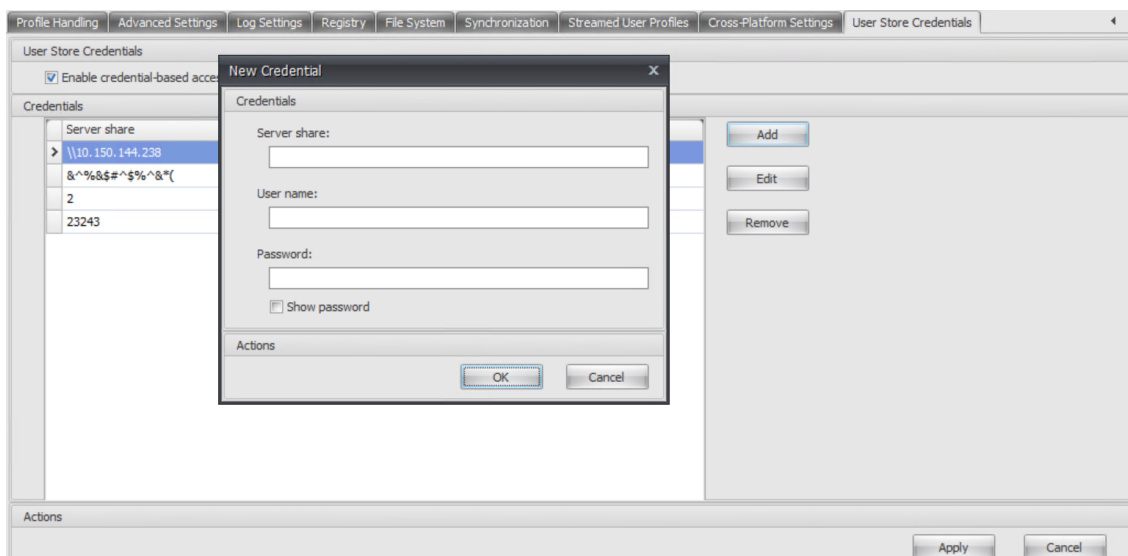 Profile Handling Advanced Settings Log Settings Registry File System Synchronization Streamed User Profiles Cross-Platform Settings User Store Credentials
User Store Credentials
Enable credential-based
Credentials
Server share
\\10.150.144.238
&^%&$#^$%^&*(
2
23243
New Credential x
Credentials
Server share:
User name:
Password:
Show password
Actions
OK Cancel
Add
Edit
Remove
Actions
Apply Cancel